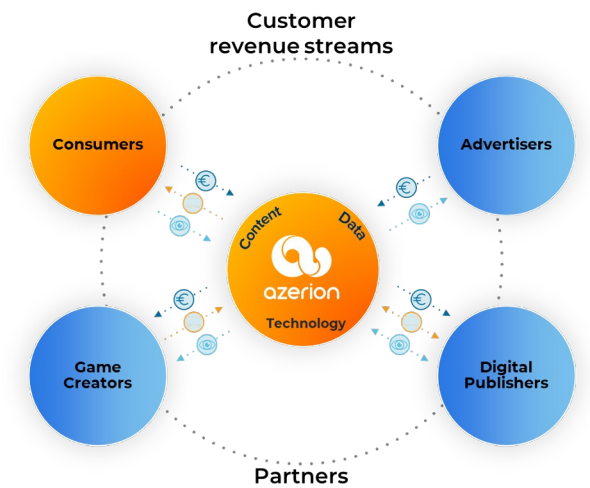 Customer
revenue streams
Consumers
Advertisers
€
€
Content
Data
azerion
Technology
€
€
Game
Creators
Digital
Publishers
Partners